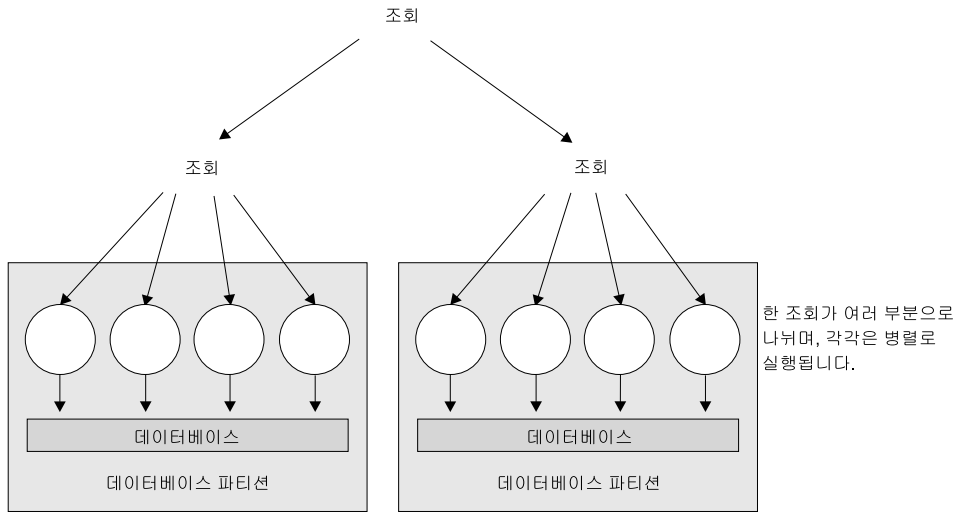 조회
조회
조회
한 조회가 여러 부분으로
나뉘며, 각각은 병렬로
실행됩니다.
데이터베이스
데이터베이스
데이터베이스 파티션
데이터베이스 파티션